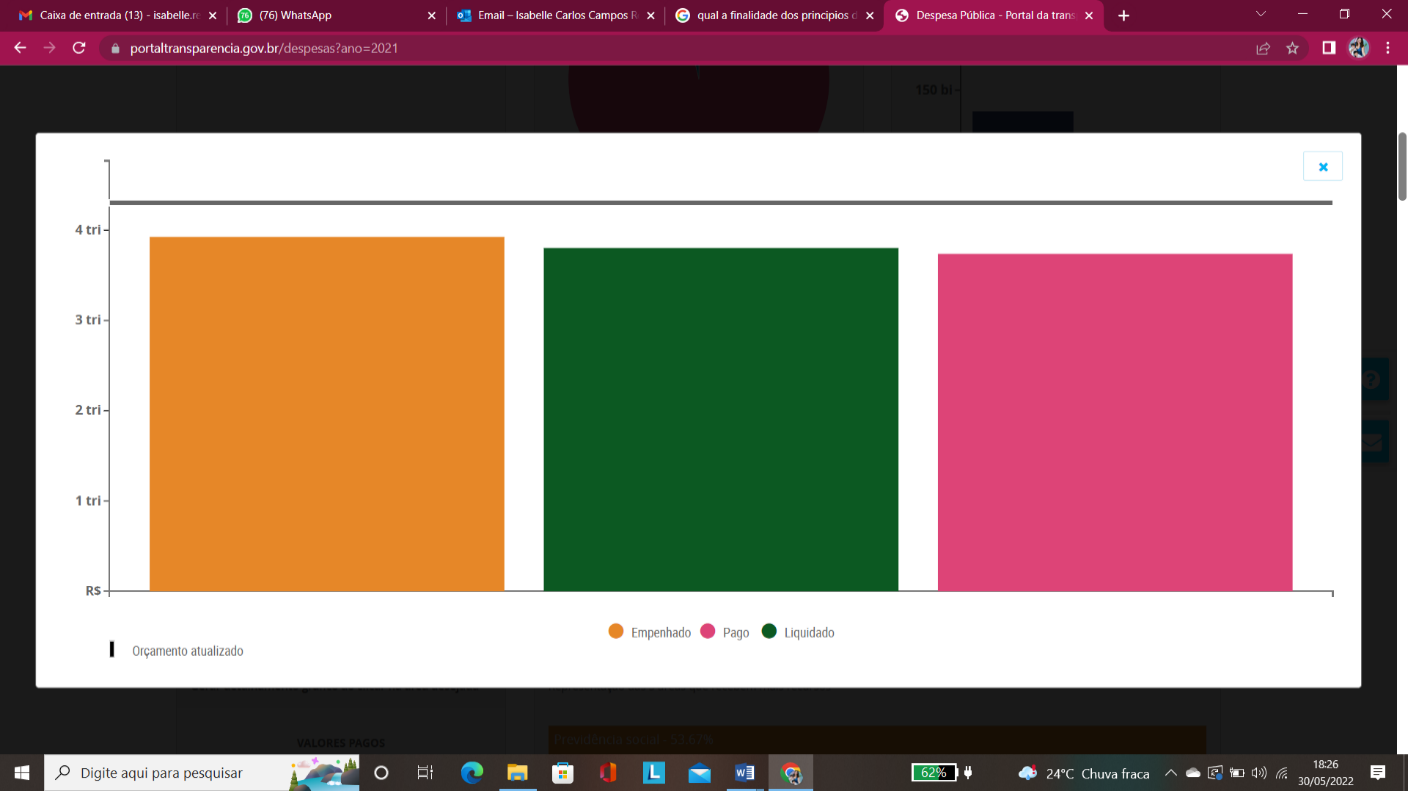 Caixa de entrada (13) - isabelle.re
76
(76) WhatsApp
Email – Isabelle Carlos Campos R
qual a finalidade dos principios d
Despesa Pública - Portal da trans
portaltransparencia.gov.br/despesas?ano=2021
150 bi
4 tri
3 tri
2 tri
1 tri
R$
Empenhado
Pago
Liquidado
Orçamento atualizado
VALORES PAGOS
Previdência social - 53,67%
Digite aqui para pesquisar
62%
24°C Chuva fraca
18:26
30/05/2022